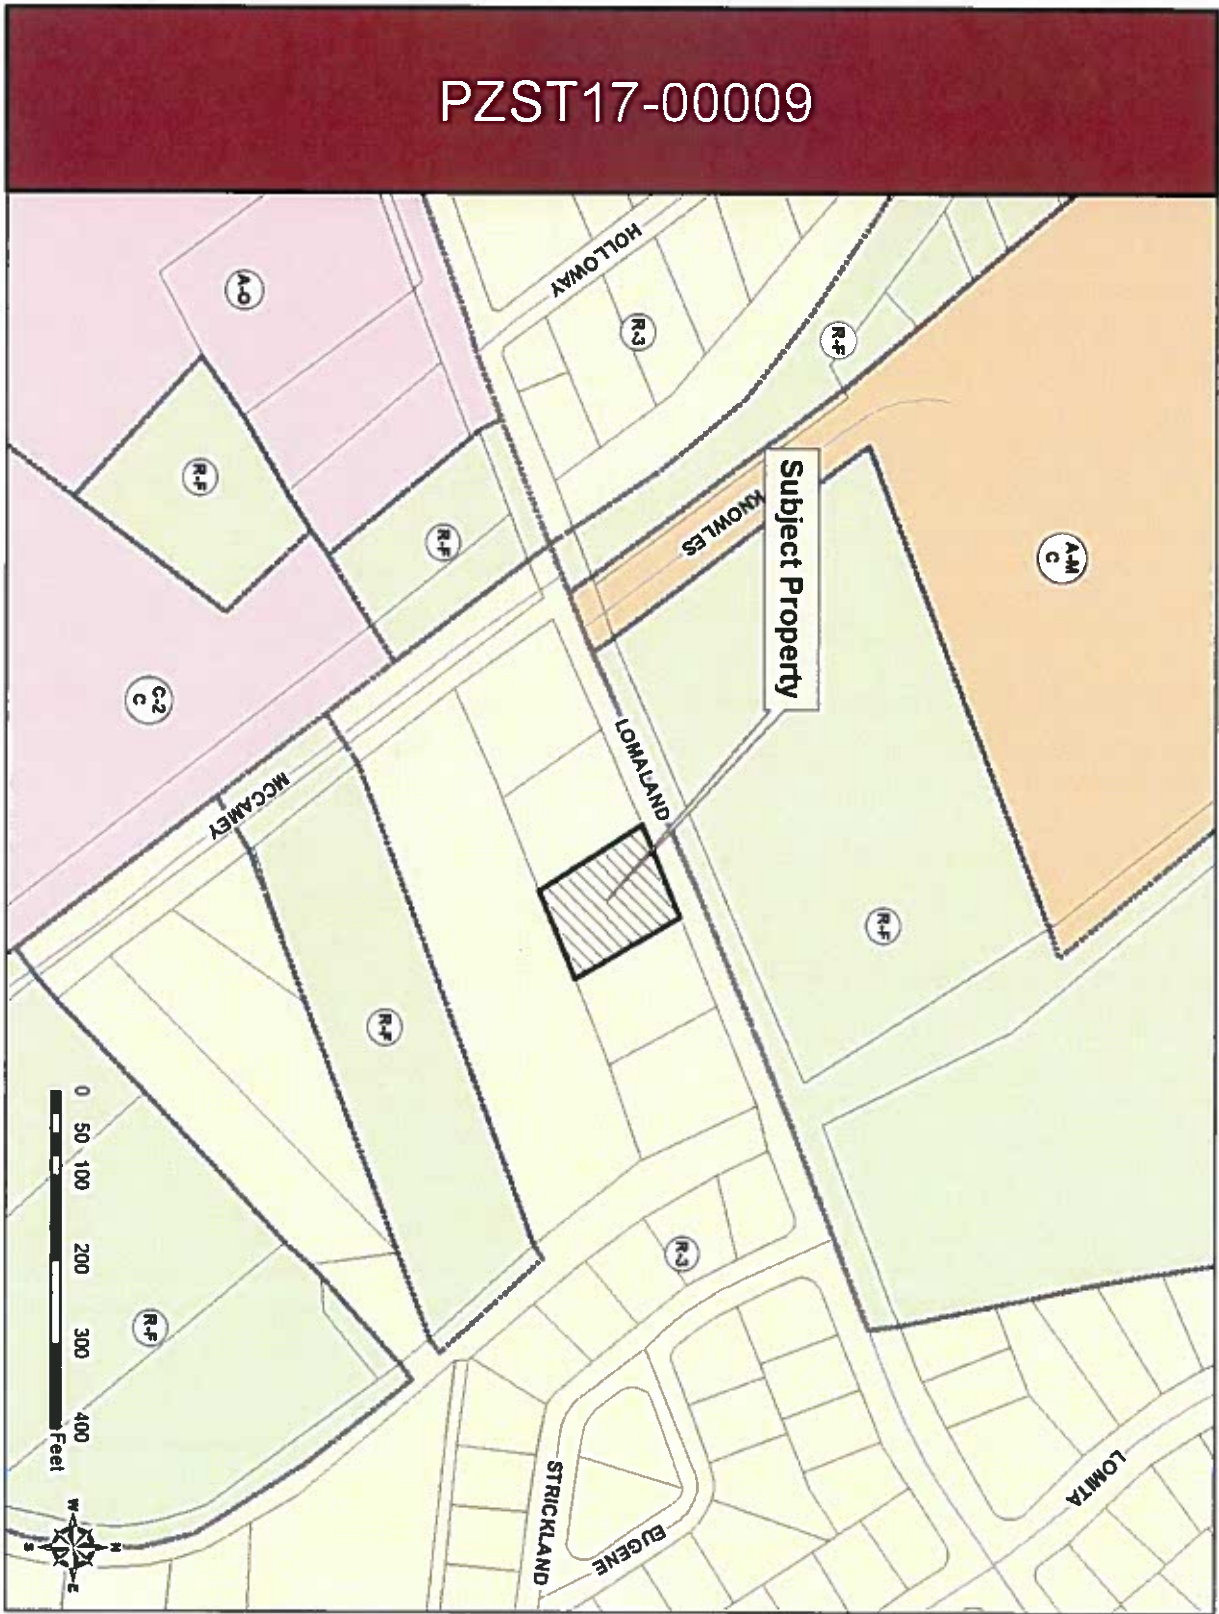 PZST17-00009
HOLLOWAY
A-O
R-3
R-F
R-F
R-F
KNOWLES
Subject Property
A-M
C
C-2
C
LOMALAND
MCCAMEY
R-F
R-F
R-3
R-F
STRICKLAND
EUGENE
LOMITA
0 50 100 200 300 400
Feet
N
W
E
S